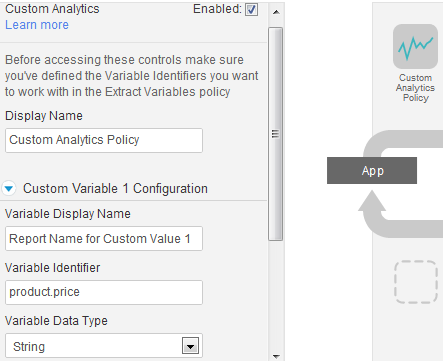 Custom Analytics Enabled:
Learn more
Before accessing these controls make sure
you've defined the Variable Identifiers you want
to work with in the Extract Variables policy
Display Name
Custom Analytics Policy
Custom Variable 1 Configuration
Variable Display Name
Report Name for Custom Value 1
Variable Identifier
product.price
Variable Data Type
String
Custom
Analytics
Policy
App